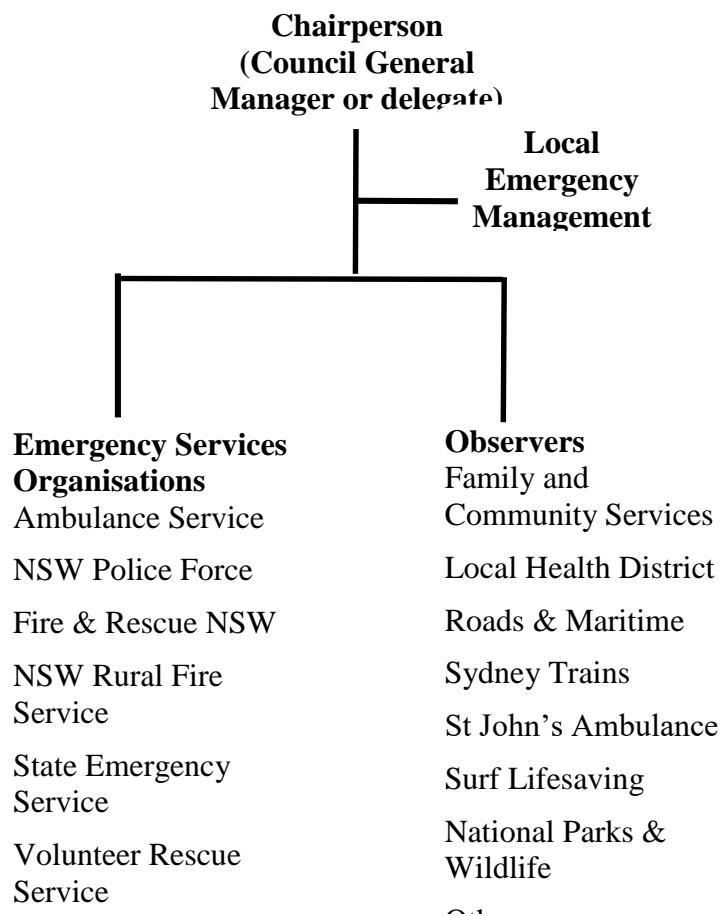 Chairperson
(Council General
Manager or delegate)
Local
Emergency
Management
Emergency Services
Organisations
Ambulance Service
NSW Police Force
Fire & Rescue NSW
NSW Rural Fire
Service
State Emergency
Service
Volunteer Rescue
Service
Observers
Family and
Community Services
Local Health District
Roads & Maritime
Sydney Trains
St John’s Ambulance
Surf Lifesaving
National Parks &
Wildlife